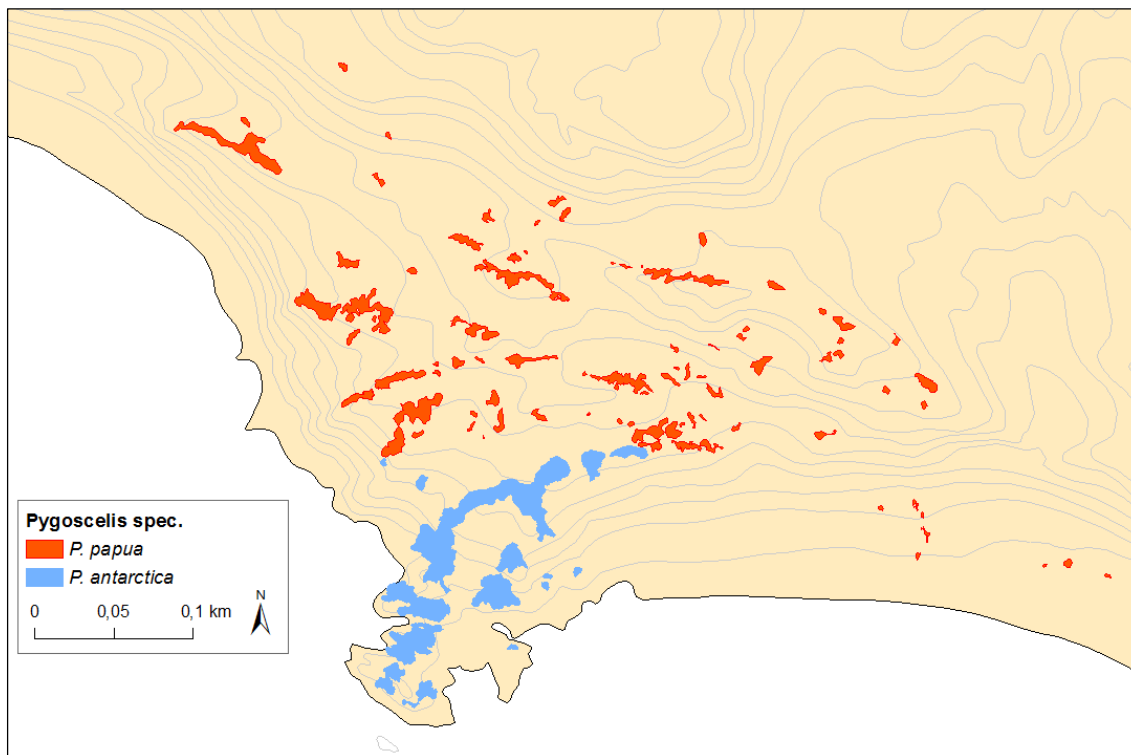 Pygoscelis spec.
P. papua
P. antarctica
0 0,05 0,1 km
N